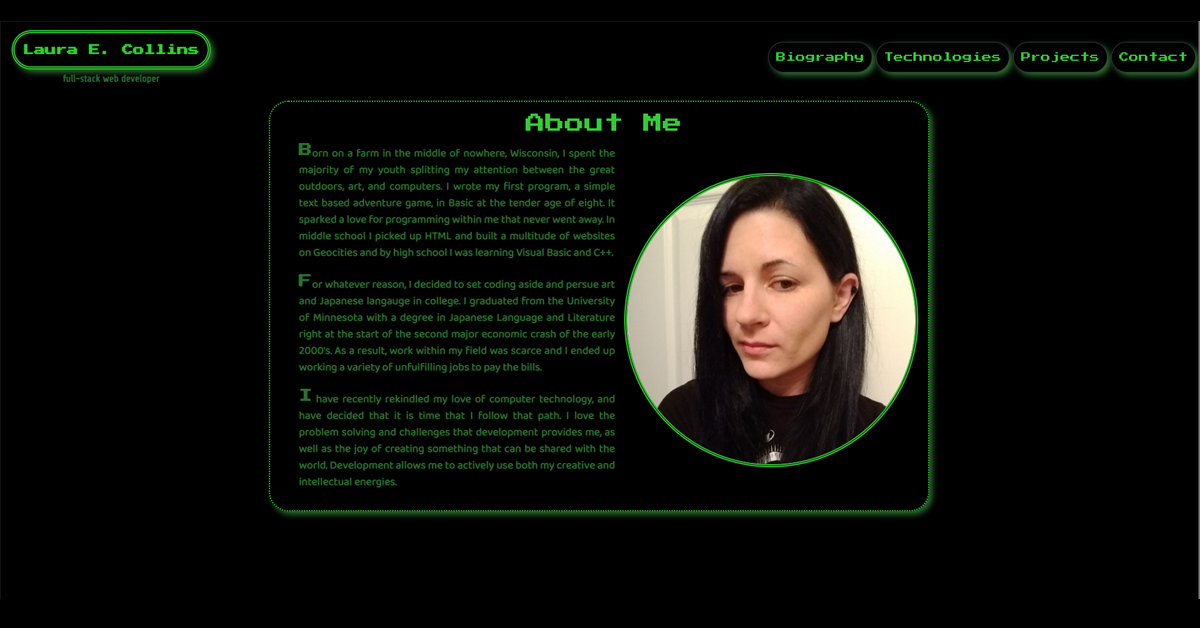 Laura E. Collins
full-stack web developer
Biography Technologies Projects Contact
About Me
Born on a farm in the middle of nowhere, Wisconsin, I spent the
majority of my youth splitting my attention between the great
outdoors, art, and computers. I wrote my first program, a simple
text based adventure game, in Basic at the tender age of eight. It
sparked a love for programming within me that never went away. In
middle school I picked up HTML and built a multitude of websites
on Geocities and by high school I was learning Visual Basic and C++.
For whatever reason, I decided to set coding aside and persue art
and Japanese langauge in college. I graduated from the University
of Minnesota with a degree in Japanese Language and Literature
right at the start of the second major economic crash of the early
2000's. As a result, work within my field was scarce and I ended up
working a variety of unfulfilling jobs to pay the bills.
I have recently rekindled my love of computer technology, and
have decided that it is time that I follow that path. I love the
problem solving and challenges that development provides me, as
well as the joy of creating something that can be shared with the
world. Development allows me to actively use both my creative and
intellectual energies.